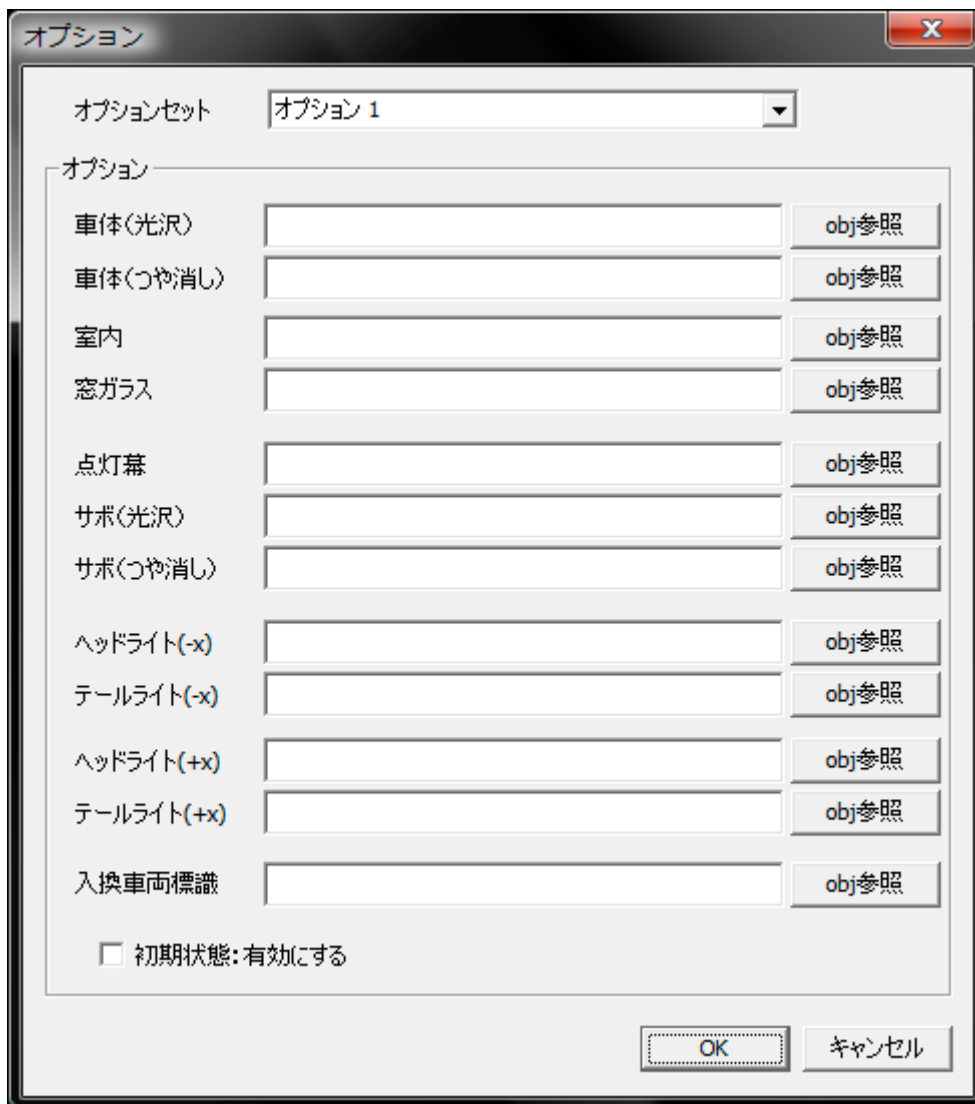 オプション
オプションセット オプション 1
オプション
車体(光沢) obj参照
車体(つや消し) obj参照
室内 obj参照
窓ガラス obj参照
点灯幕 obj参照
サボ(光沢) obj参照
サボ(つや消し) obj参照
ヘッドライト(-x) obj参照
テールライト(-x) obj参照
ヘッドライト(+x) obj参照
テールライト(+x) obj参照
入換車両標識 obj参照
初期状態:有効にする
OK キャンセル